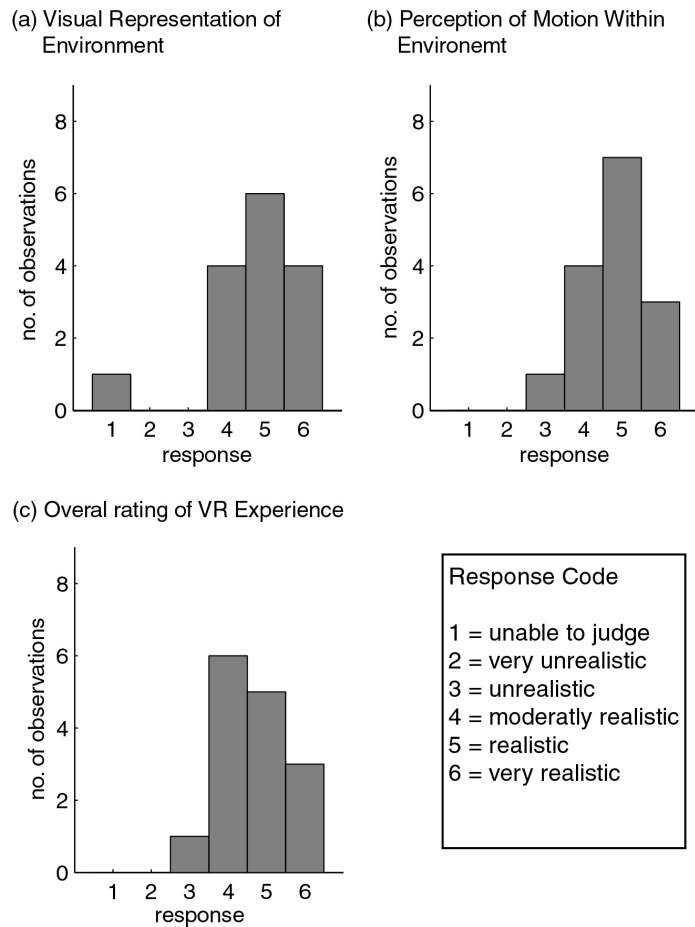 (a) Visual Representation of
Environment
8
6
4
2
0
no. of observations
1 2 3 4 5 6
response
(b) Perception of Motion Within
Environemt
8
6
4
2
0
no. of observations
1 2 3 4 5 6
response
(c) Overal rating of VR Experience
8
6
4
2
0
no. of observations
1 2 3 4 5 6
response
Response Code
1 = unable to judge
2 = very unrealistic
3 = unrealistic
4 = moderatly realistic
5 = realistic
6 = very realistic